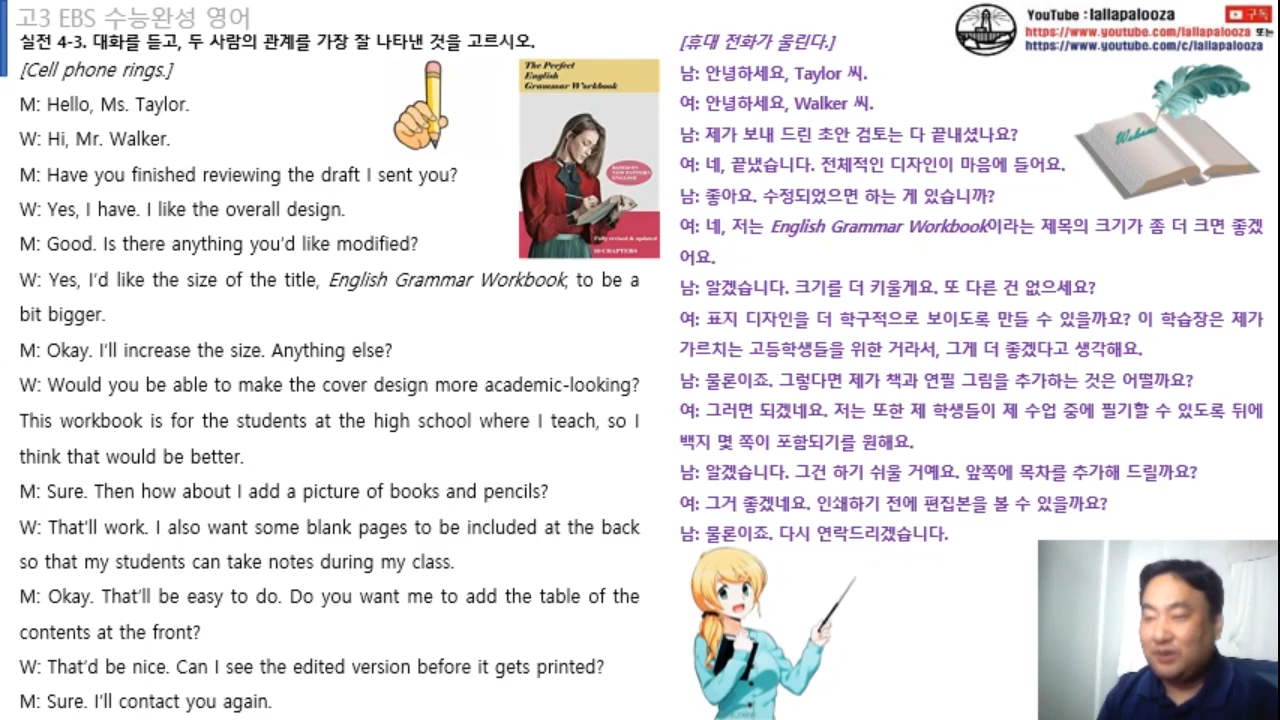 고3 EBS 수능완성 영어
실전 4-3. 대화를 듣고, 두 사람의 관계를 가장 잘 나타낸 것을 고르시오.
[Cell phone rings.]
M: Hello, Ms. Taylor.
W: Hi, Mr. Walker.
M: Have you finished reviewing the draft I sent you?
W: Yes, I have. I like the overall design.
M: Good. Is there anything you'd like modified?
W: Yes, I'd like the size of the title, English Grammar Workbook, to be a
bit bigger.
M: Okay. I'll increase the size. Anything else?
W: Would you be able to make the cover design more academic-looking?
This workbook is for the students at the high school where I teach, so I
think that would be better.
M: Sure. Then how about I add a picture of books and pencils?
W: That'll work. I also want some blank pages to be included at the back
so that my students can take notes during my class.
M: Okay. That'll be easy to do. Do you want me to add the table of the
contents at the front?
W: That'd be nice. Can I see the edited version before it gets printed?
M: Sure. I'll contact you again.
The Perfect
English
Grammar Workbook
Fully revised & updated
CHAPTERS
[휴대 전화가 울린다.]
남: 안녕하세요, Taylor 씨.
여: 안녕하세요, Walker 씨.
남: 제가 보내 드린 초안 검토는 다 끝내셨나요?
여: 네, 끝냈습니다. 전체적인 디자인이 마음에 들어요.
남: 좋아요. 수정되었으면 하는 게 있습니까?
여: 네, 저는 English Grammar Workbook이라는 제목의 크기가 좀 더 크면 좋겠
어요.
남: 알겠습니다. 크기를 더 키울게요. 또 다른 건 없으세요?
여: 표지 디자인을 더 학구적으로 보이도록 만들 수 있을까요? 이 학습장은 제가
가르치는 고등학생들을 위한 거라서, 그게 더 좋겠다고 생각해요.
남: 물론이죠. 그렇다면 제가 책과 연필 그림을 추가하는 것은 어떨까요?
여: 그러면 되겠네요. 저는 또한 제 학생들이 제 수업 중에 필기할 수 있도록 뒤에
백지 몇 쪽이 포함되기를 원해요.
남: 알겠습니다. 그건 하기 쉬울 거예요. 앞쪽에 목차를 추가해 드릴까요?
여: 그거 좋겠네요. 인쇄하기 전에 편집본을 볼 수 있을까요?
남: 물론이죠. 다시 연락드리겠습니다.
YouTube : lallapalooza
구독
https://www.youtube.com/lallapalooza 또는
https://www.youtube.com/c/lallapalooza
Welcome